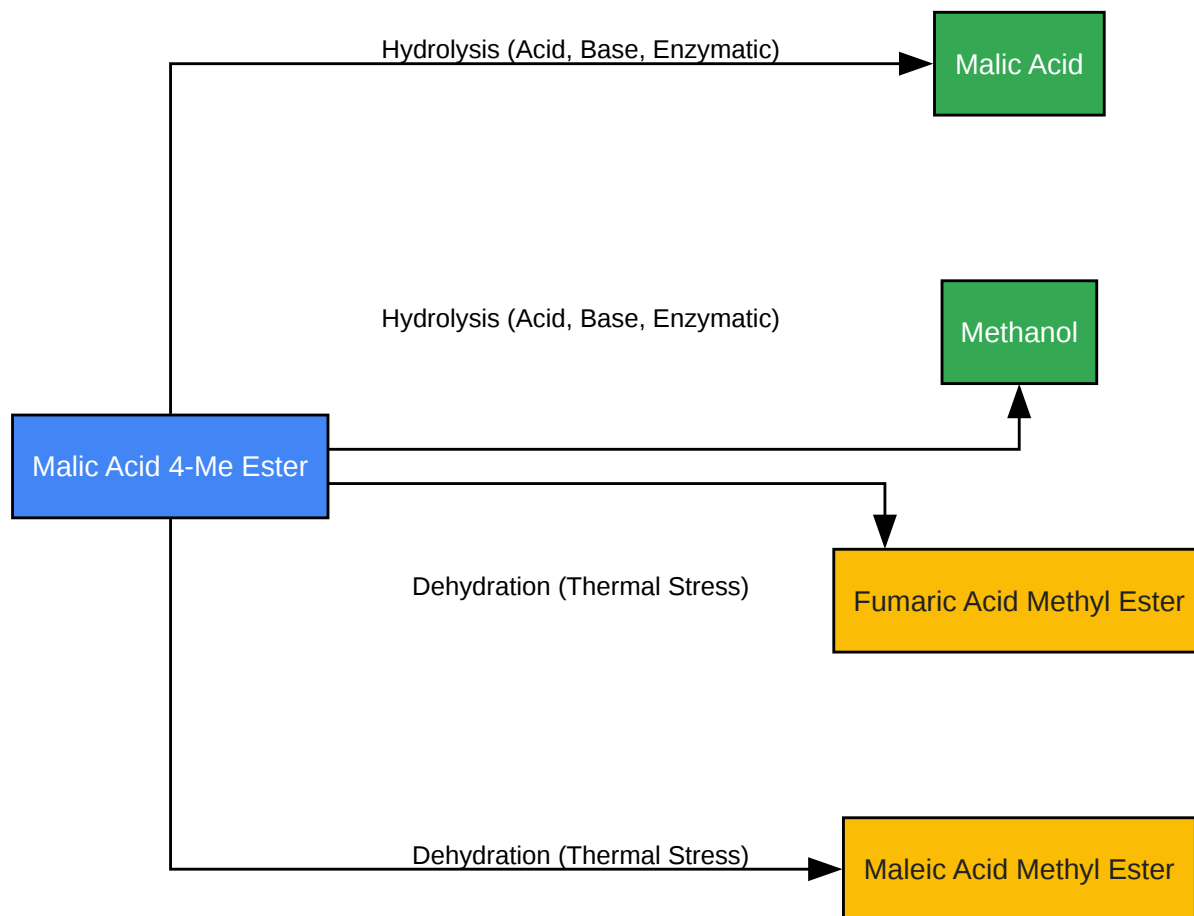 Hydrolysis (Acid, Base, Enzymatic)
Malic Acid
Hydrolysis (Acid, Base, Enzymatic)
Methanol
Malic Acid 4-Me Ester
Dehydration (Thermal Stress)
Fumaric Acid Methyl Ester
Dehydration (Thermal Stress)
Maleic Acid Methyl Ester